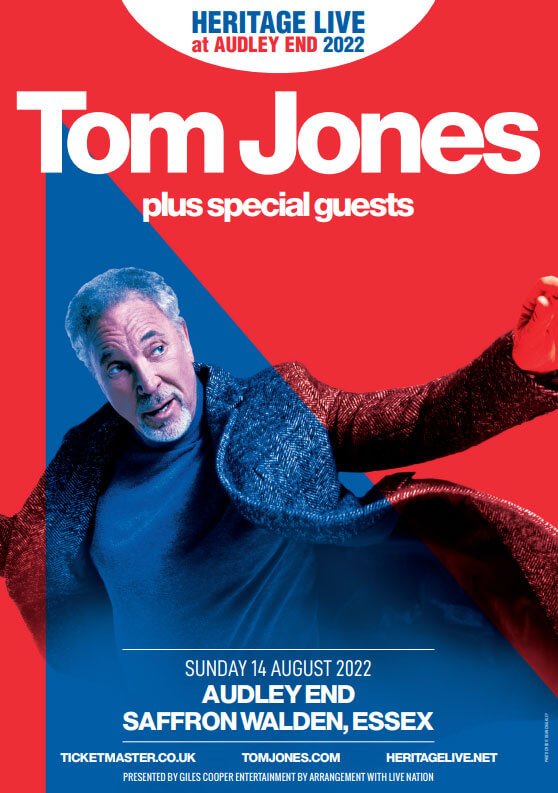 HERITAGE LIVE
at AUDLEY END 2022
Tom Jones
plus special guests
SUNDAY 14 AUGUST 2022
AUDLEY END
SAFFRON WALDEN, ESSEX
TICKETMASTER.CO.UK TOMJONES.COM HERITAGELIVE.NET
PRESENTED BY GILES COOPER ENTERTAINMENT BY ARRANGEMENT WITH LIVE NATION